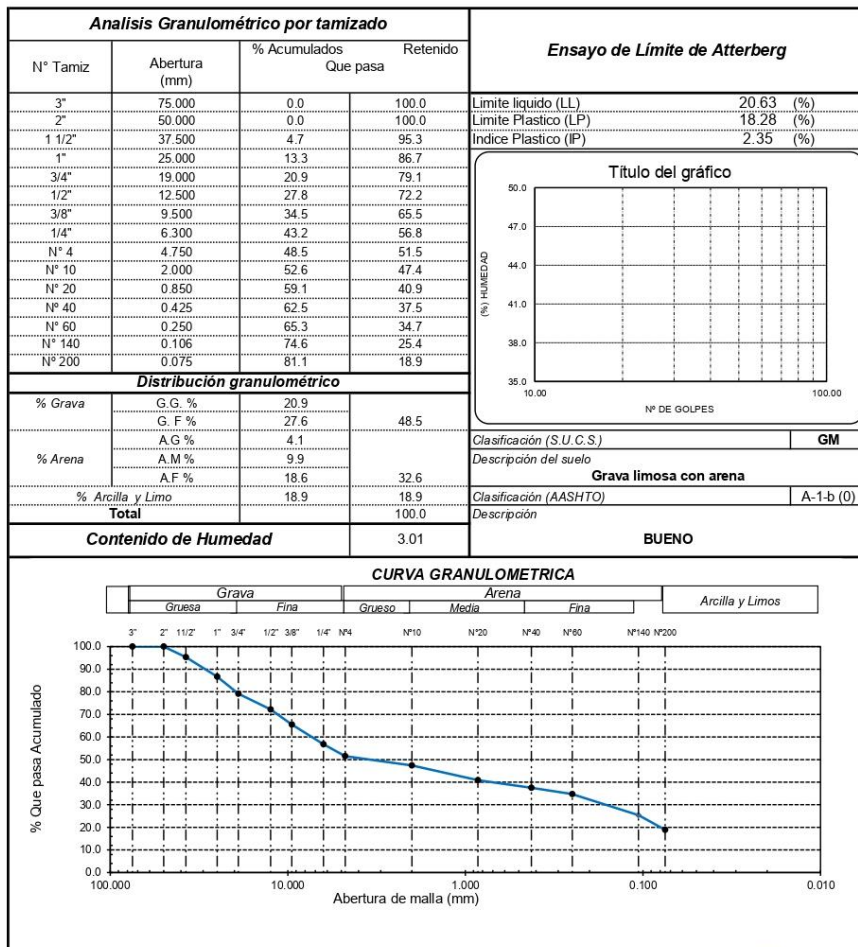 Analisis Granulométrico por tamizado
N° Tamiz Abertura (mm) % Acumulados Retenido Que pasa
3" 75.000 0.0 100.0
2" 50.000 0.0 100.0
1 1/2" 37.500 4.7 95.3
1" 25.000 13.3 86.7
3/4" 19.000 20.9 79.1
1/2" 12.500 27.8 72.2
3/8" 9.500 34.5 65.5
1/4" 6.300 43.2 56.8
N° 4 4.750 48.5 51.5
N° 10 2.000 52.6 47.4
N° 20 0.850 59.1 40.9
Nº 40 0.425 62.5 37.5
N° 60 0.250 65.3 34.7
N° 140 0.106 74.6 25.4
Nº 200 0.075 81.1 18.9
Distribución granulométrico
% Grava G.G. % 20.9
G. F % 27.6 48.5
A.G % 4.1
% Arena A.M % 9.9
A.F % 18.6 32.6
% Arcilla y Limo 18.9 18.9
Total 100.0
Contenido de Humedad 3.01
Ensayo de Límite de Atterberg
Limite liquido (LL) 20.63 (%)
Limite Plastico (LP) 18.28 (%)
Indice Plastico (IP) 2.35 (%)
Título del gráfico
(%) HUMEDAD
50.0
47.0
44.0
41.0
38.0
35.0
10.00 100.00
Nº DE GOLPES
Clasificación (S.U.C.S.) GM
Descripción del suelo
Grava limosa con arena
Clasificación (AASHTO) A-1-b (0)
Descripción
BUENO
CURVA GRANULOMETRICA
Grava Arena Arcilla y Limos
Gruesa Fina Grueso Media Fina
3" 2" 11/2" 1" 3/4" 1/2" 3/8" 1/4" N°4 N°10 N°20 N°40 N°60 N°140 N°200
% Que pasa Acumulado
100.0
90.0
80.0
70.0
60.0
50.0
40.0
30.0
20.0
10.0
0.0
100.000 10.000 1.000 0.100 0.010
Abertura de malla (mm)